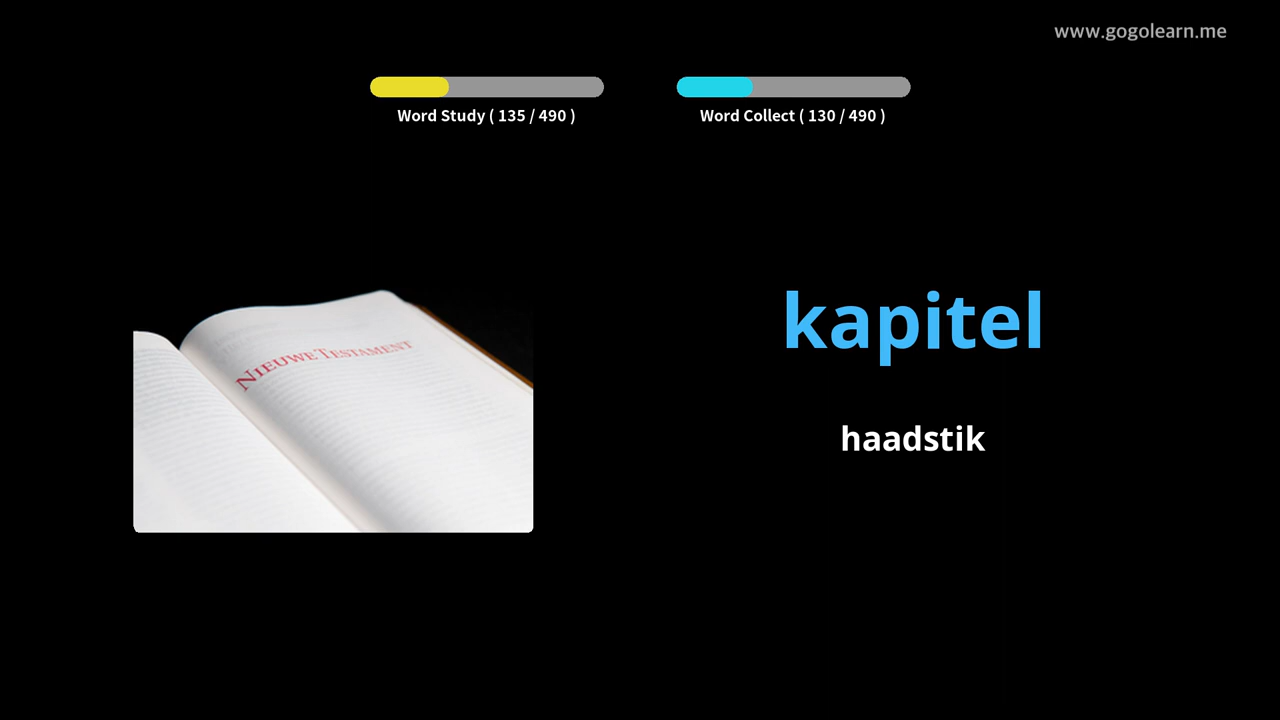 www.gogolearn.me
Word Study ( 135 / 490 )
Word Collect ( 130 / 490 )
NIEUWE TESTAMENT
kapitel
haadstik